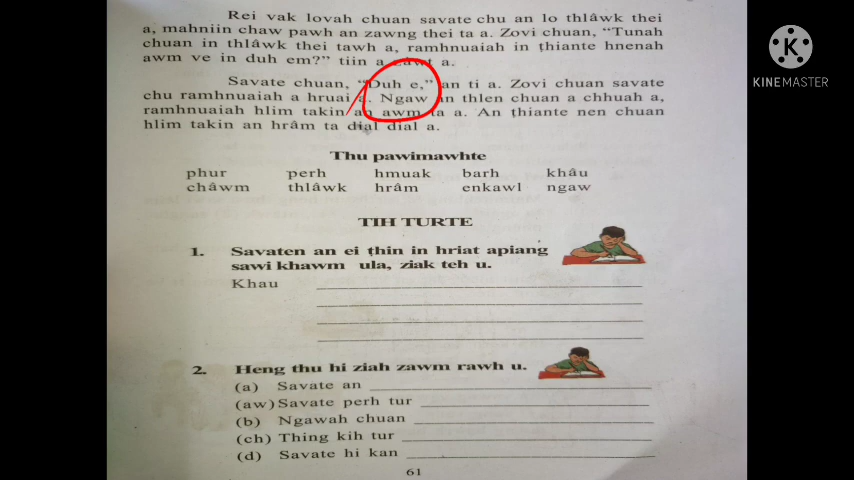 Rei vak lovah chuan savate chu an lo thlâwk thei
a, mahniin chaw pawh an zawng thei ta a. Zovi chuan, “Tunah
chuan in thlâwk thei tawh a, ramhnuaiah in ṭhiante hnenah
awm ve in duh em?” tiin a zawt a.
Savate chuan, “Duh e,” an ti a. Zovi chuan savate
chu ramhnuaiah a hruai a. Ngaw an thlen chuan a chhuah a,
ramhnuaiah hlim takin an awm ta a. An ṭhiante nen chuan
hlim takin an hrâm ta dial dial a.
Thu pawimawhte
phur perh hmuak barh khâu
châwm thlâwk hrâm enkawl ngaw
TIH TURTE
1. Savaten an ei ṭhin in hriat apiang
sawi khawm ula, ziak teh u.
Khau
2. Heng thu hi ziah zawm rawh u.
(a) Savate an
(aw) Savate perh tur
(b) Ngawah chuan
(ch) Thing kih tur
(d) Savate hi kan
61
K
KINEMASTER